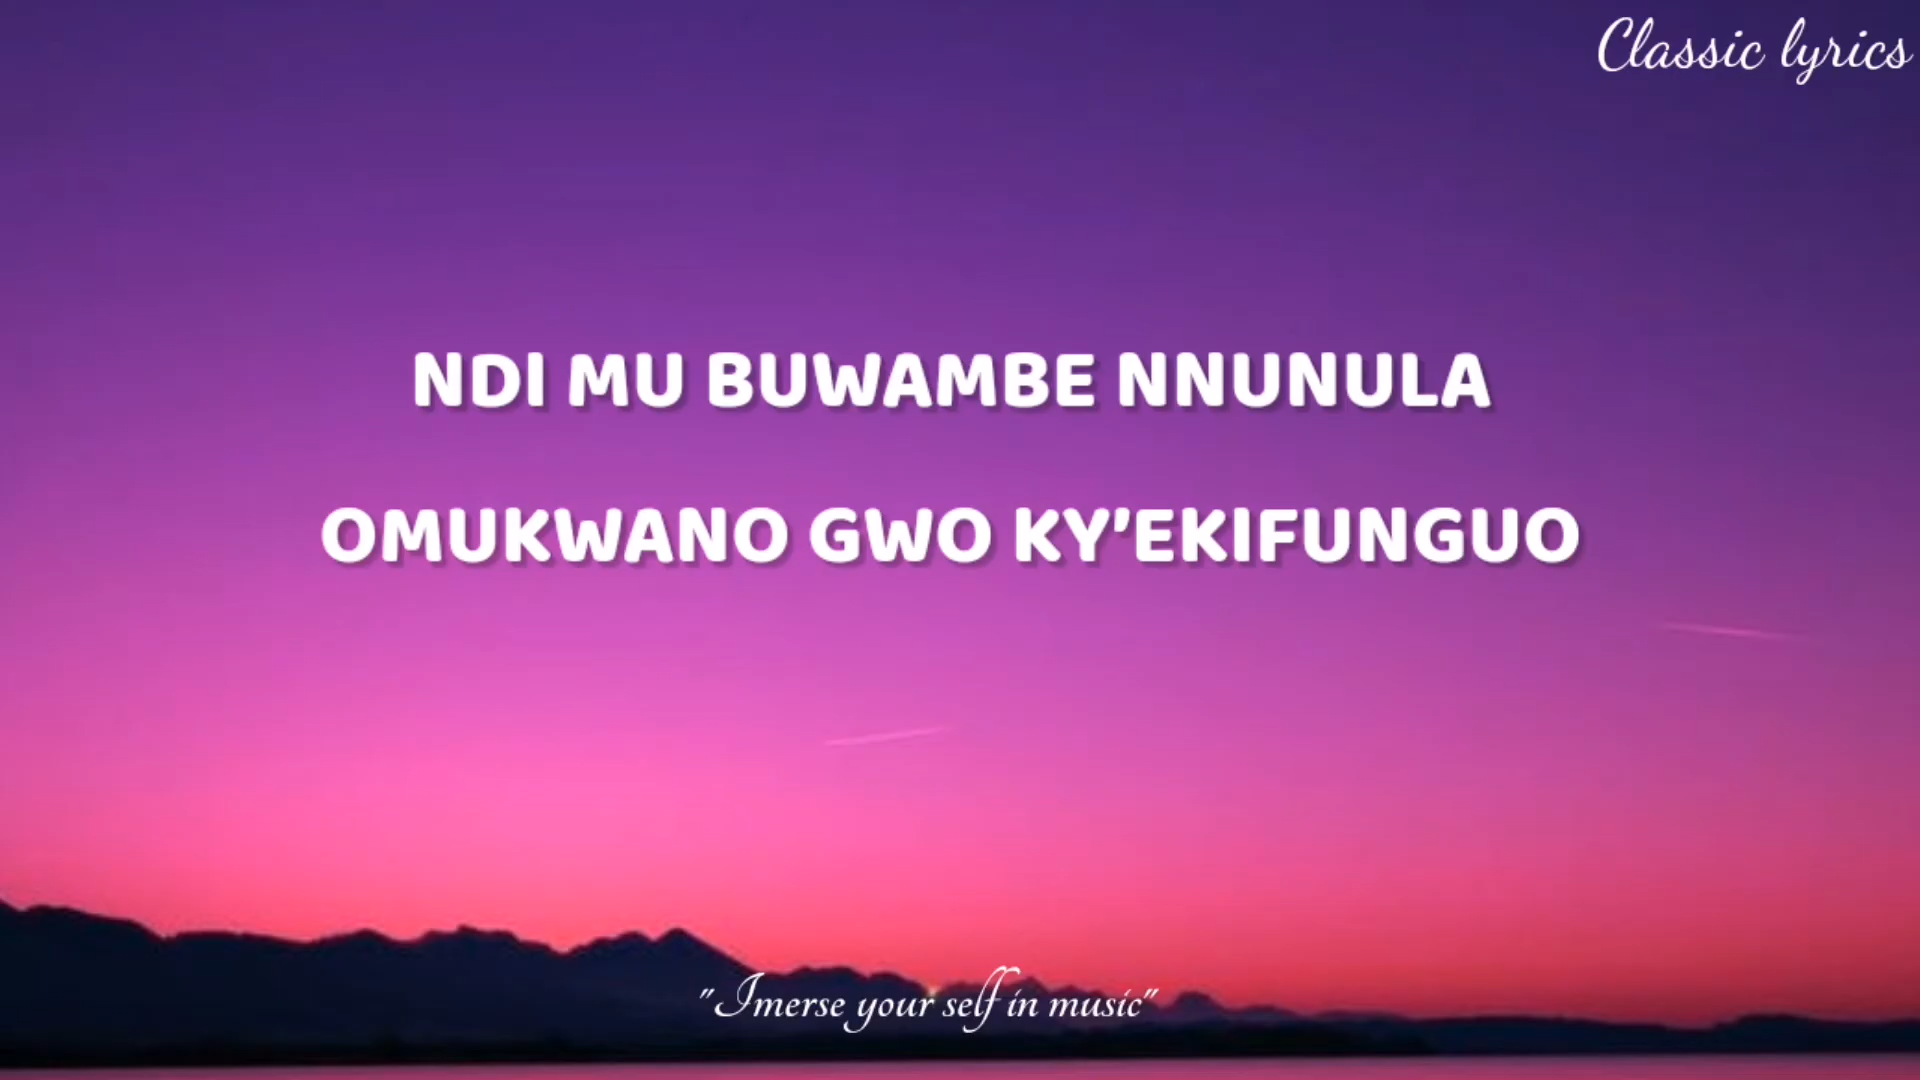 Classic lyrics
NDI MU BUWAMBE NNUNULA
OMUKWANO GWO KY'EKIFUNGUO
"Imerse your self in music"